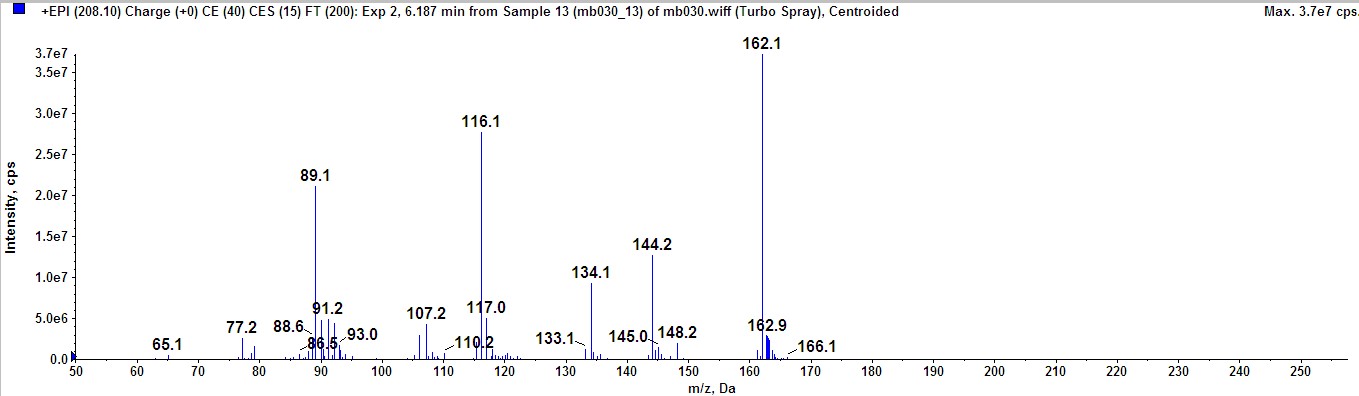 +EPI (208.10) Charge (+0) CE (40) CES (15) FT (200): Exp 2, 6.187 min from Sample 13 (mb030_13) of mb030.wiff (Turbo Spray), Centroided
Max. 3.7e7 cps.
Intensity, cps
3.7e7
3.5e7
3.0e7
2.5e7
2.0e7
1.5e7
1.0e7
5.0e6
0.0
162.1
116.1
89.1
144.2
134.1
91.2
107.2
117.0
77.2
88.6
86.5
93.0
110.2
133.1
145.0
148.2
162.9
166.1
65.1
50 60 70 80 90 100 110 120 130 140 150 160 170 180 190 200 210 220 230 240 250
m/z, Da